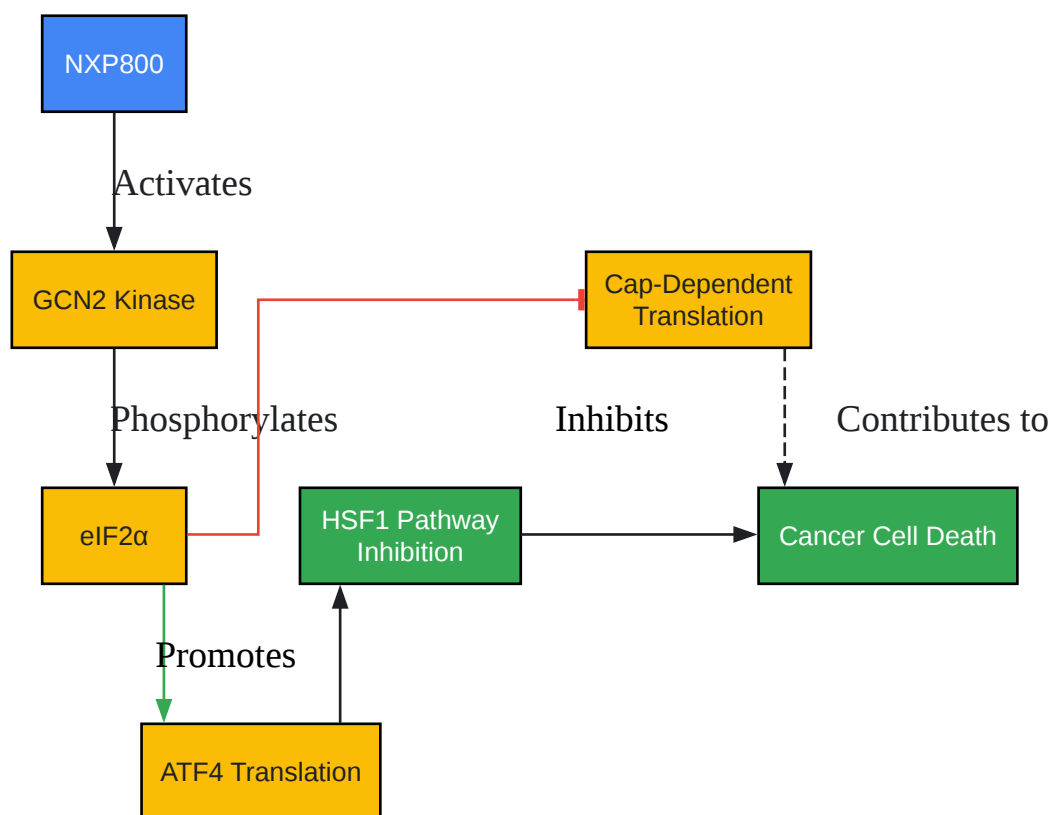 NXP800
Activates
GCN2 Kinase
Cap-Dependent
Translation
Phosphorylates
Inhibits
Contributes to
eIF2α
HSF1 Pathway
Inhibition
Cancer Cell Death
Promotes
ATF4 Translation